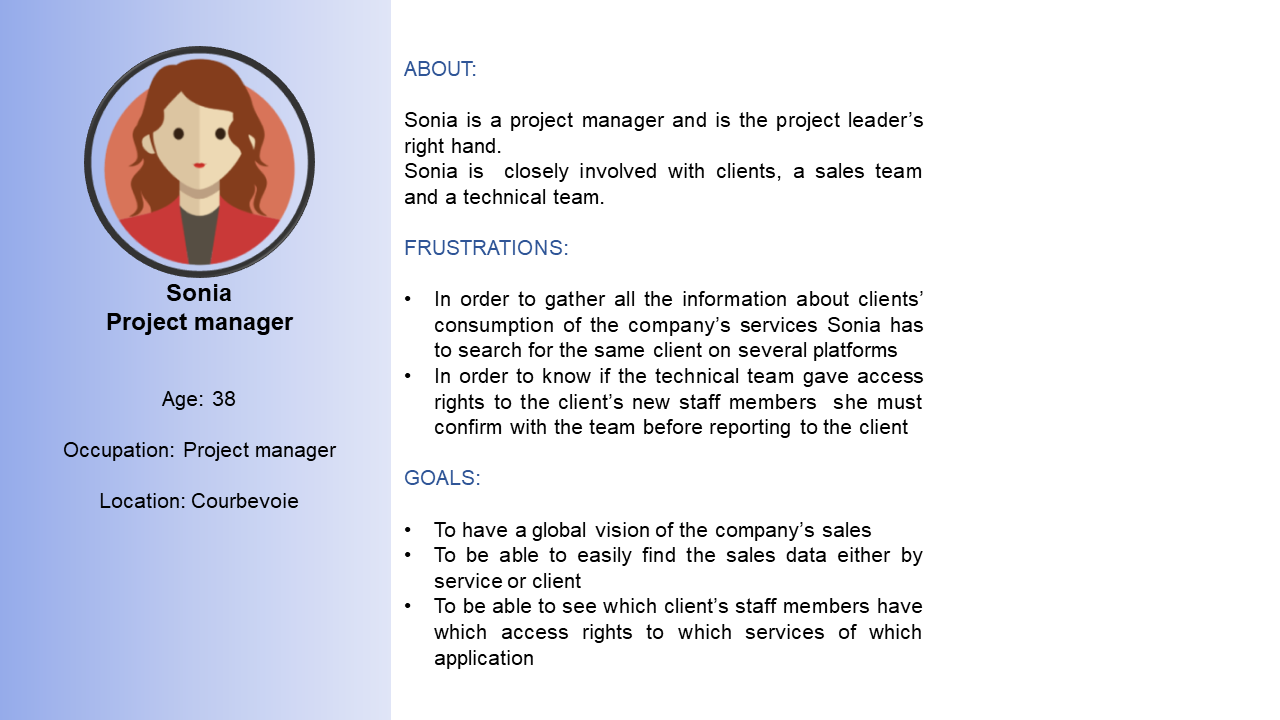 Sonia
Project manager
Age: 38
Occupation: Project manager
Location: Courbevoie
ABOUT:
Sonia is a project manager and is the project leader’s
right hand.
Sonia is closely involved with clients, a sales team
and a technical team.
FRUSTRATIONS:
• In order to gather all the information about clients’
consumption of the company’s services Sonia has
to search for the same client on several platforms
• In order to know if the technical team gave access
rights to the client’s new staff members she must
confirm with the team before reporting to the client
GOALS:
• To have a global vision of the company’s sales
• To be able to easily find the sales data either by
service or client
• To be able to see which client’s staff members have
which access rights to which services of which
application